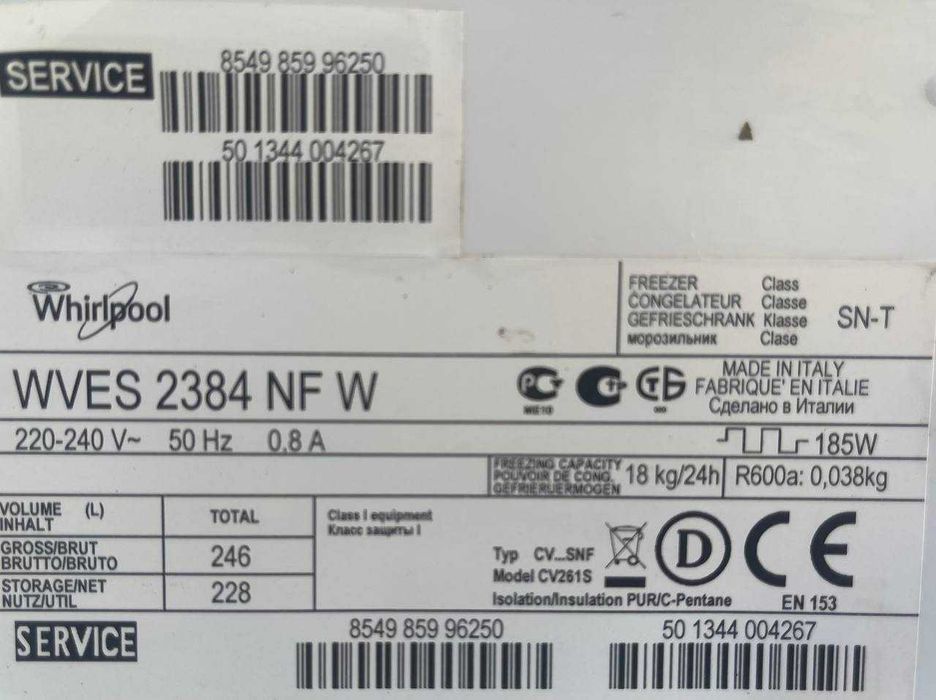 SERVICE
8549 859 96250
50 1344 004267
Whirlpool
FREEZER Class
CONGELATEUR Classe
GEFRIESCHRANK Klasse
морозильник Clase
SN-T
WVES 2384 NF W
MADE IN ITALY
FABRIQUE' EN ITALIE
Сделано в Италии
220-240 V~ 50 Hz 0.8 A 185W
FREEZING CAPACITY
POUVOIR DE CONG.
GEFRIERUERMOGEN
18 kg/24h
R600a: 0,038kg
VOLUME (L)
INHALT
TOTAL
GROSS/BRUT
BRUTTO/BRUTO
246
STORAGE/NET
NUTZ/UTIL
228
Class I equipment
Класс защиты I
Typ CV...SNF
Model CV261S
Isolation/Insulation PUR/C-Pentane
D
CE
EN 153
SERVICE
8549 859 96250
50 1344 004267